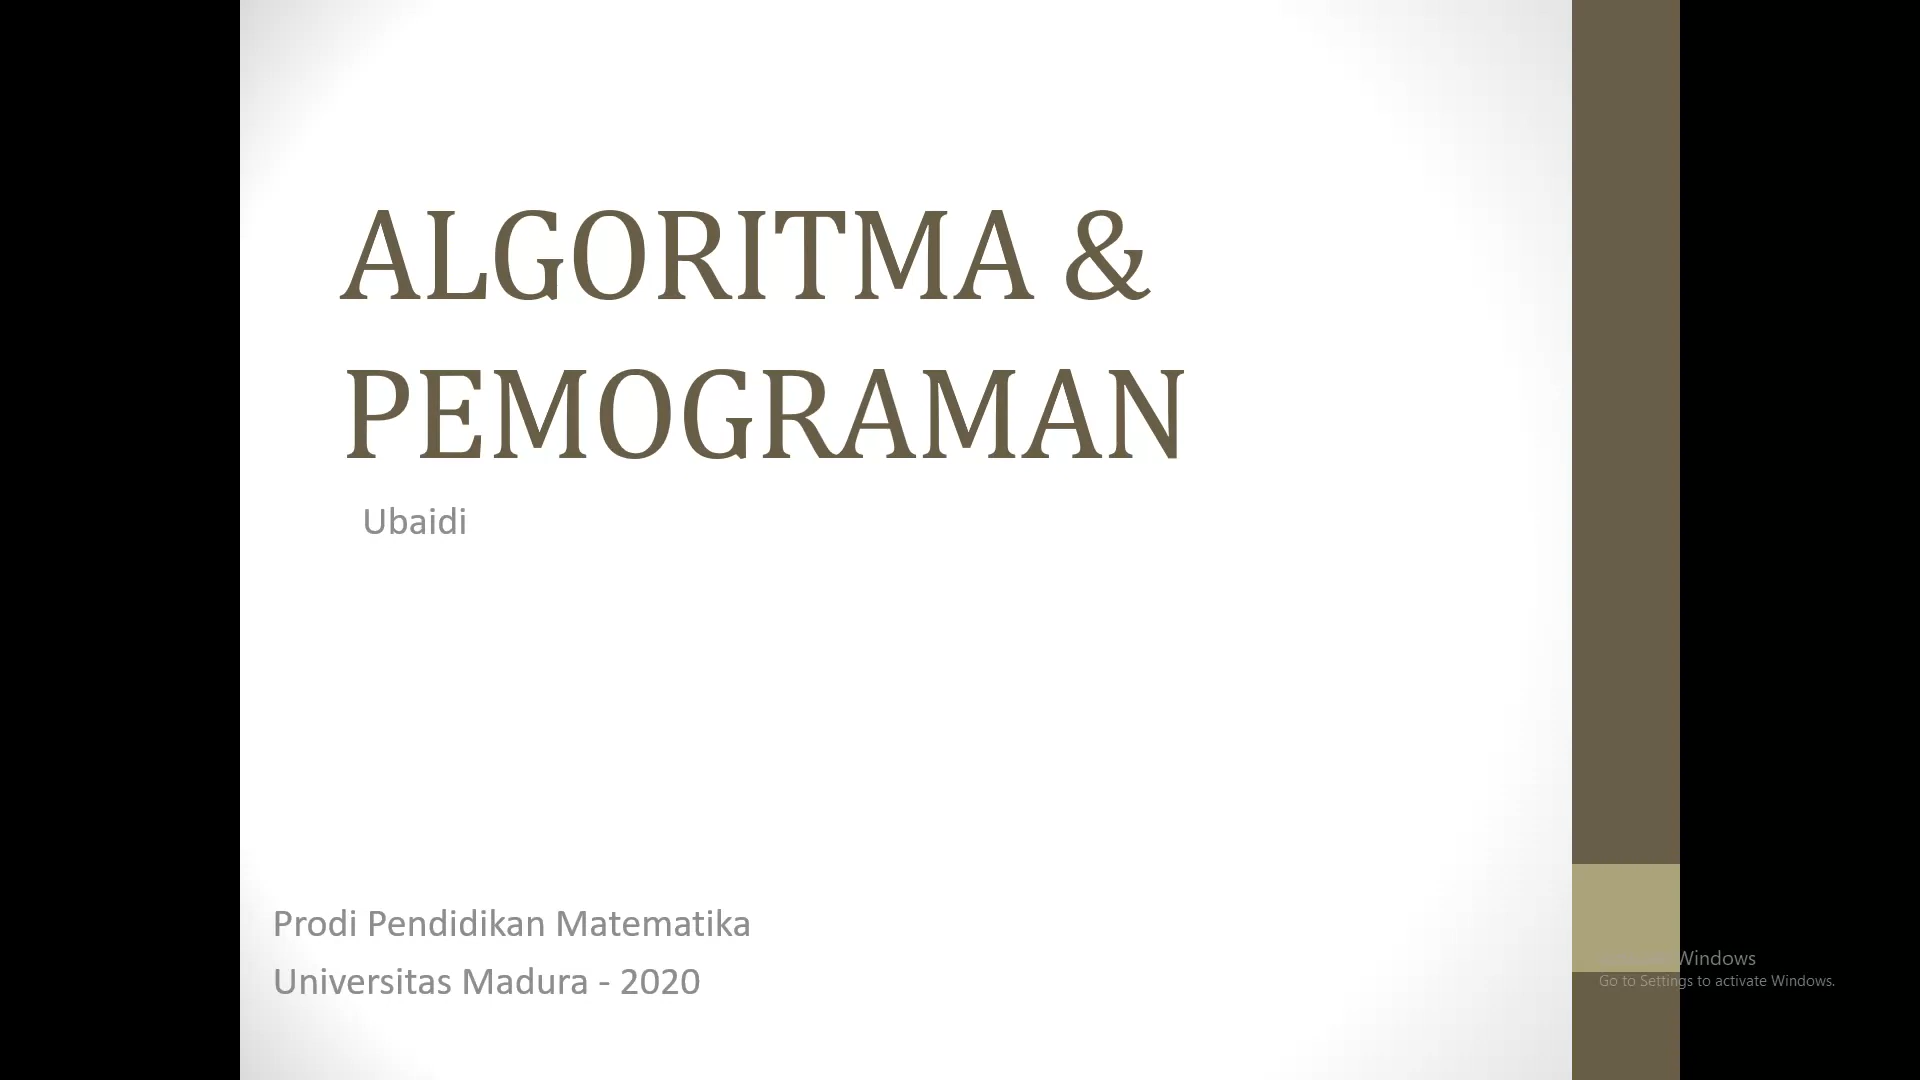 ALGORITMA &
PEMOGRAMAN
Ubaidi
Prodi Pendidikan Matematika
Universitas Madura - 2020
Windows
Go to Settings to activate Windows.